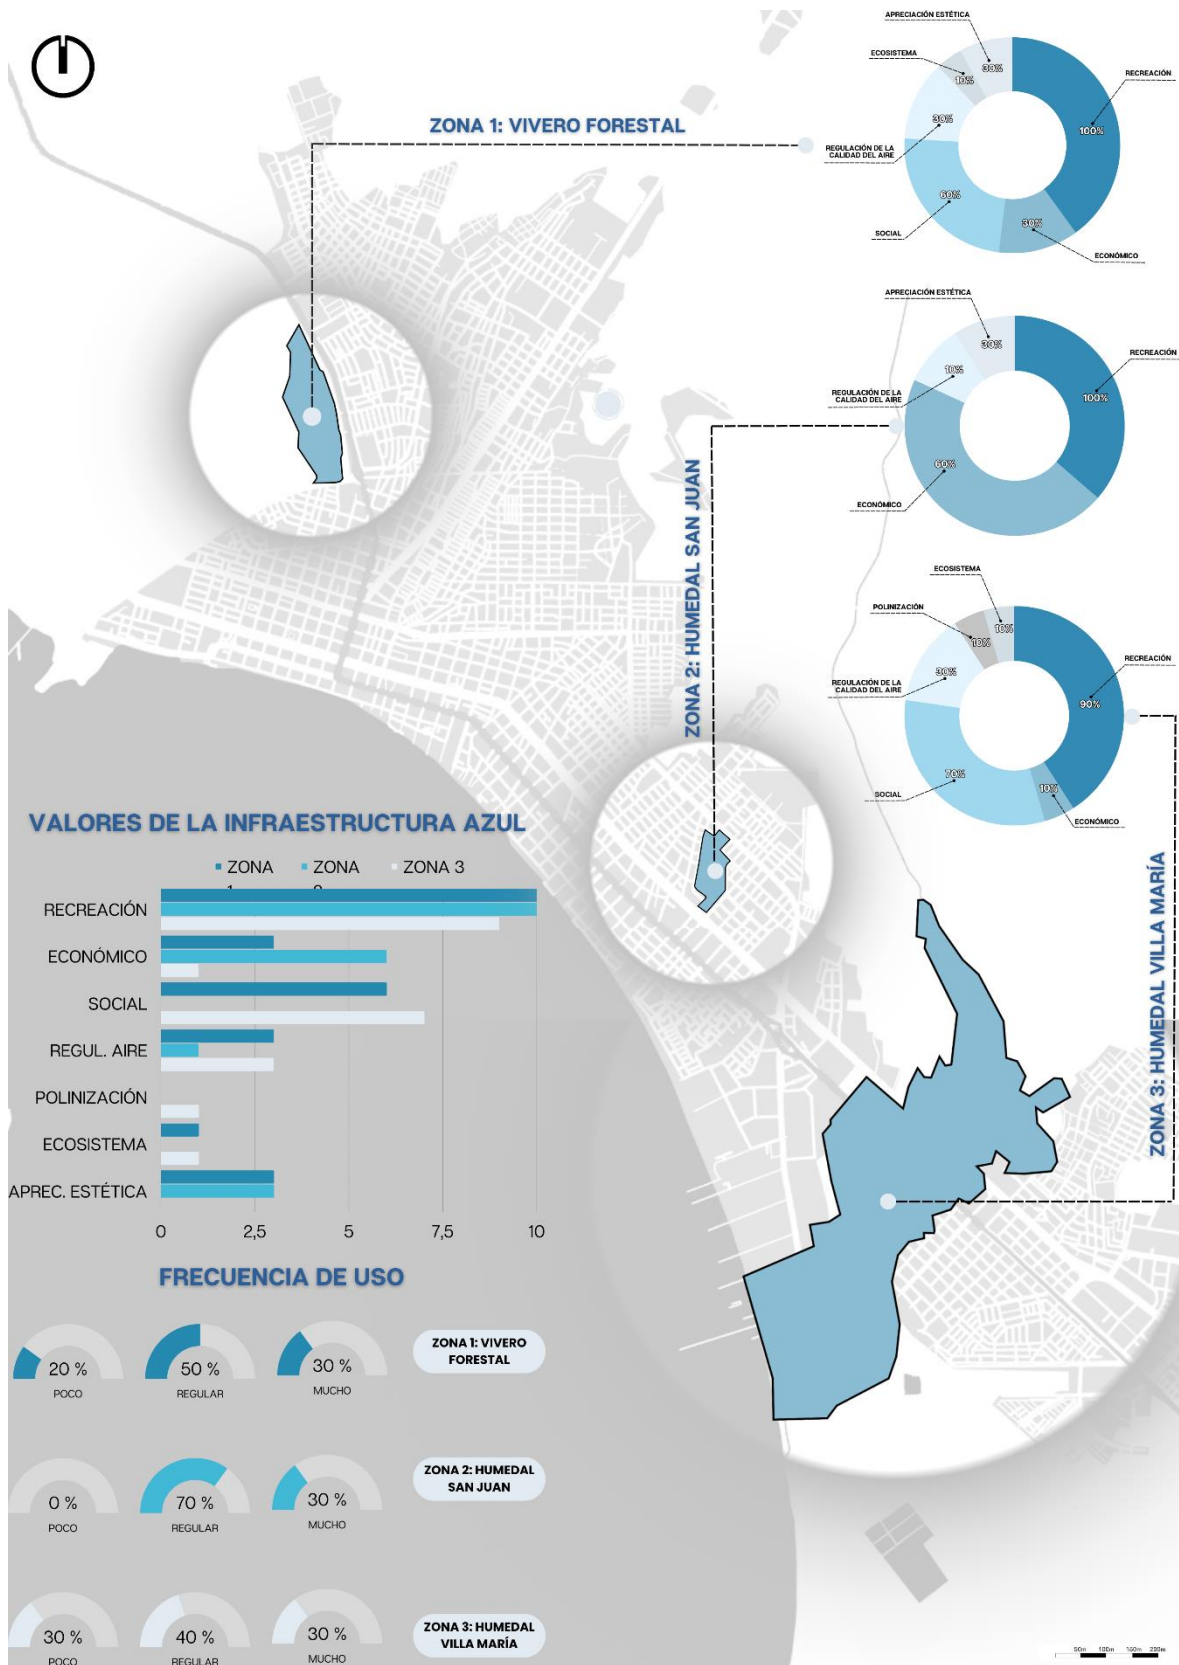 APRECIACIÓN ESTÉTICA
ECOSISTEMA
30%
10%
RECREACIÓN
ZONA 1: VIVERO FORESTAL
30%
100%
REGULACIÓN DE LA
CALIDAD DEL AIRE
60%
SOCIAL
30%
ECONÓMICO
APRECIACIÓN ESTÉTICA
30%
RECREACIÓN
10%
REGULACIÓN DE LA
CALIDAD DEL AIRE
100%
60%
ECONÓMICO
ZONA 2: HUMEDAL SAN JUAN
ECOSISTEMA
POLINIZACIÓN
10%
10%
RECREACIÓN
30%
REGULACIÓN DE LA
CALIDAD DEL AIRE
90%
70%
SOCIAL
10%
ECONÓMICO
ZONA 3: HUMEDAL VILLA MARÍA
VALORES DE LA INFRAESTRUCTURA AZUL
ZONA ZONA ZONA 3
RECREACIÓN
ECONÓMICO
SOCIAL
REGUL. AIRE
POLINIZACIÓN
ECOSISTEMA
APREC. ESTÉTICA
0 2,5 5 7,5 10
FRECUENCIA DE USO
20 % 50 % 30 %
POCO REGULAR MUCHO
ZONA 1: VIVERO
FORESTAL
0 % 70 % 30 %
POCO REGULAR MUCHO
ZONA 2: HUMEDAL
SAN JUAN
30 % 40 % 30 %
POCO REGULAR MUCHO
ZONA 3: HUMEDAL
VILLA MARÍA
50m 100m 150m 200m